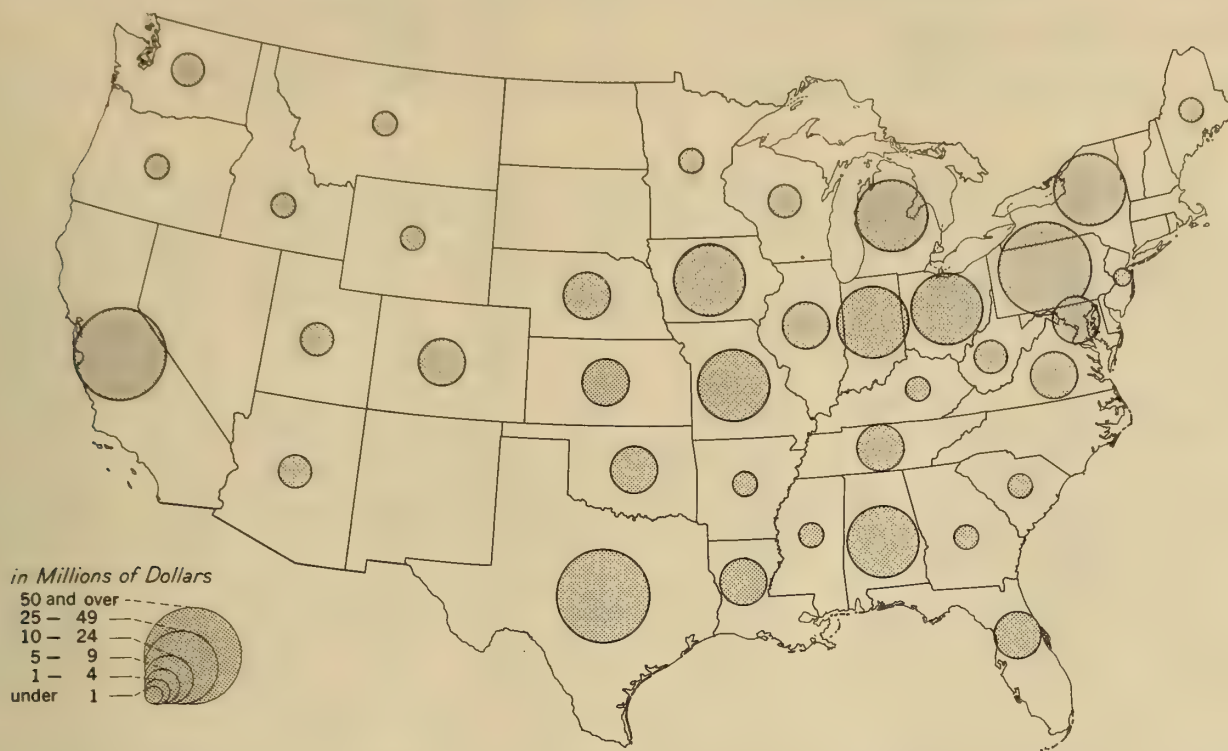 in Millions of Dollars
50 and over
25 – 49
10 – 24
5 – 9
1 – 4
under 1